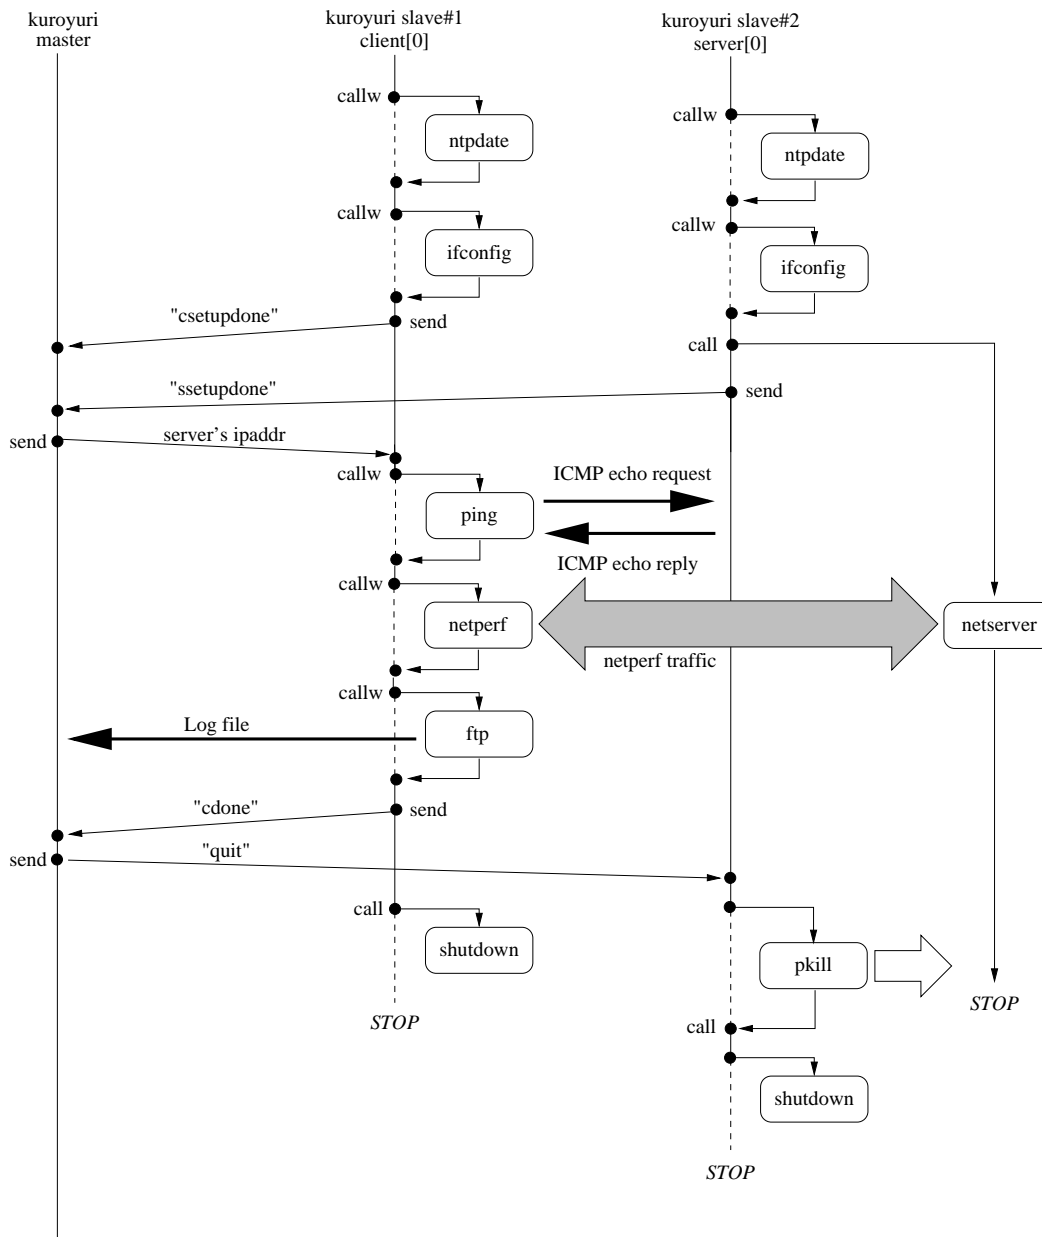 kuroyuri
master
kuroyuri slave#1
client[0]
kuroyuri slave#2
server[0]
callw
ntpdate
callw
ntpdate
callw
ifconfig
callw
ifconfig
"csetupdone"
send
call
"ssetupdone"
send
send
server's ipaddr
callw
ICMP echo request
ping
ICMP echo reply
callw
netperf
netserver
netperf traffic
callw
Log file
ftp
"cdone"
send
send
"quit"
call
shutdown
pkill
STOP
STOP
call
shutdown
STOP